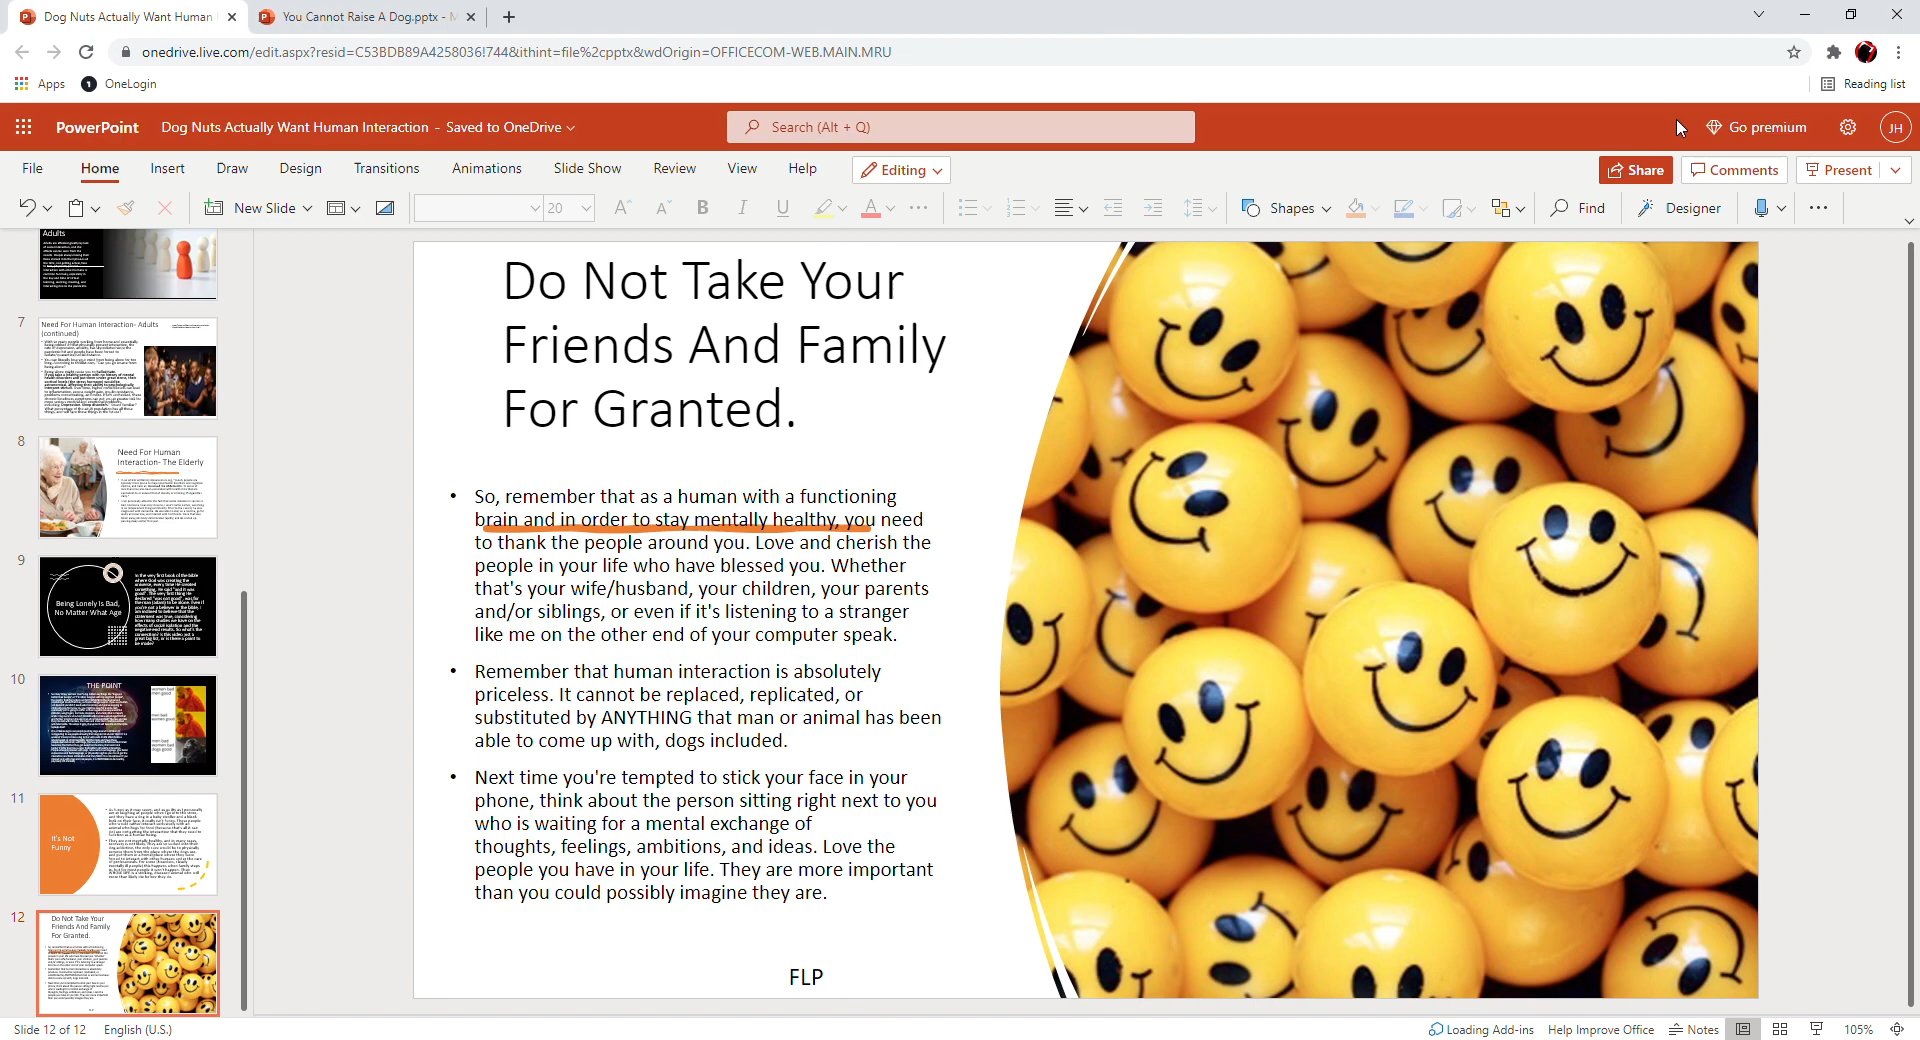 Dog Nuts Actually Want Human
You Cannot Raise A Dog.pptx - M
onedrive.live.com/edit.aspx?resid=C53BDB89A4258036!744&ithint=file%2cpptx&wdOrigin=OFFICECOM-WEB.MAIN.MRU
Apps
OneLogin
Reading list
PowerPoint
Dog Nuts Actually Want Human Interaction - Saved to OneDrive
Search (Alt + Q)
Go premium
JH
File Home Insert Draw Design Transitions Animations Slide Show Review View Help
Editing
Share
Comments
Present
New Slide
20
Shapes
Find
Designer
Adults
7
Need For Human Interaction- Adults
(continued)
8
Need For Human
Interaction- The Elderly
9
Being Lonely Is Bad,
No Matter What Age
10
THE POINT
11
It's Not
Funny
12
Do Not Take Your
Friends And Family
For Granted.
Do Not Take Your
Friends And Family
For Granted.
• So, remember that as a human with a functioning
brain and in order to stay mentally healthy, you need
to thank the people around you. Love and cherish the
people in your life who have blessed you. Whether
that's your wife/husband, your children, your parents
and/or siblings, or even if it's listening to a stranger
like me on the other end of your computer speak.
• Remember that human interaction is absolutely
priceless. It cannot be replaced, replicated, or
substituted by ANYTHING that man or animal has been
able to come up with, dogs included.
• Next time you're tempted to stick your face in your
phone, think about the person sitting right next to you
who is waiting for a mental exchange of
thoughts, feelings, ambitions, and ideas. Love the
people you have in your life. They are more important
than you could possibly imagine they are.
FLP
Slide 12 of 12
English (U.S.)
Loading Add-ins
Help Improve Office
Notes
105%